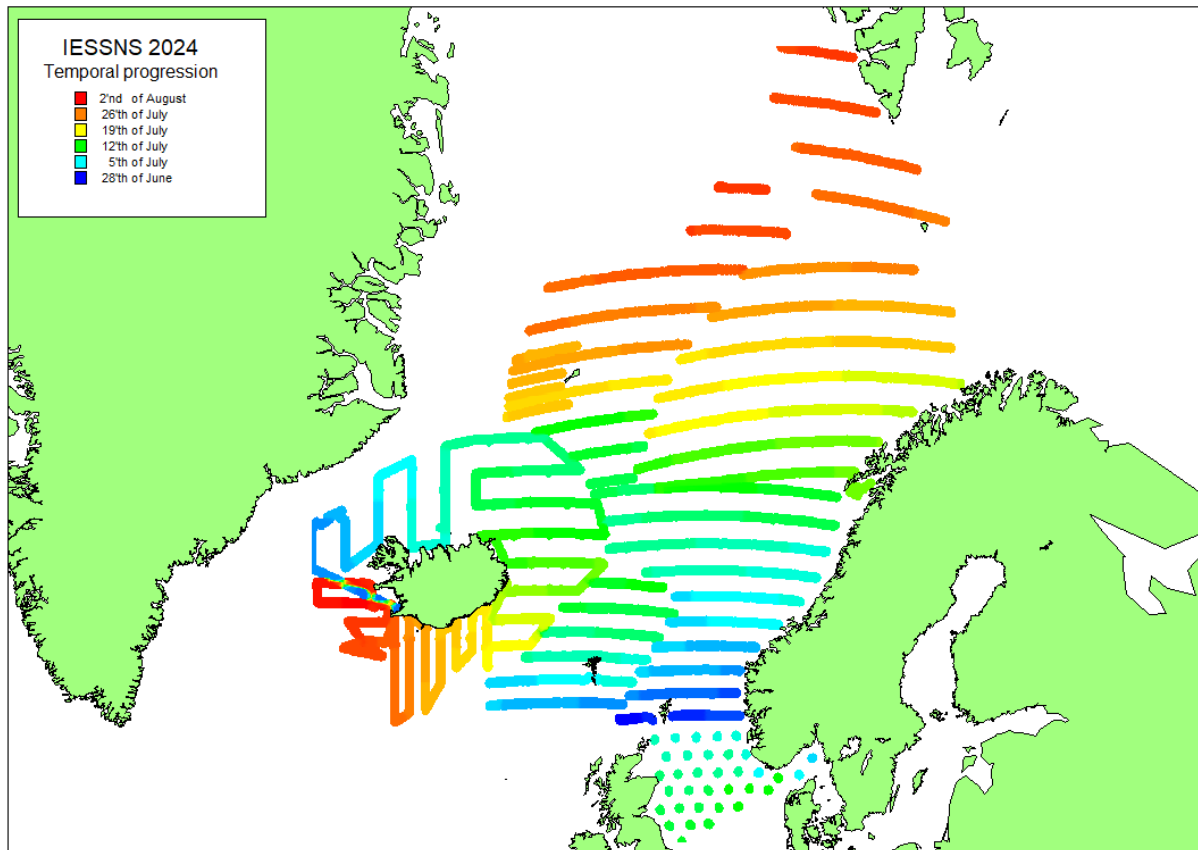 IESSNS 2024
Temporal progression
2'nd of August
26'th of July
19'th of July
12'th of July
5'th of July
28'th of June